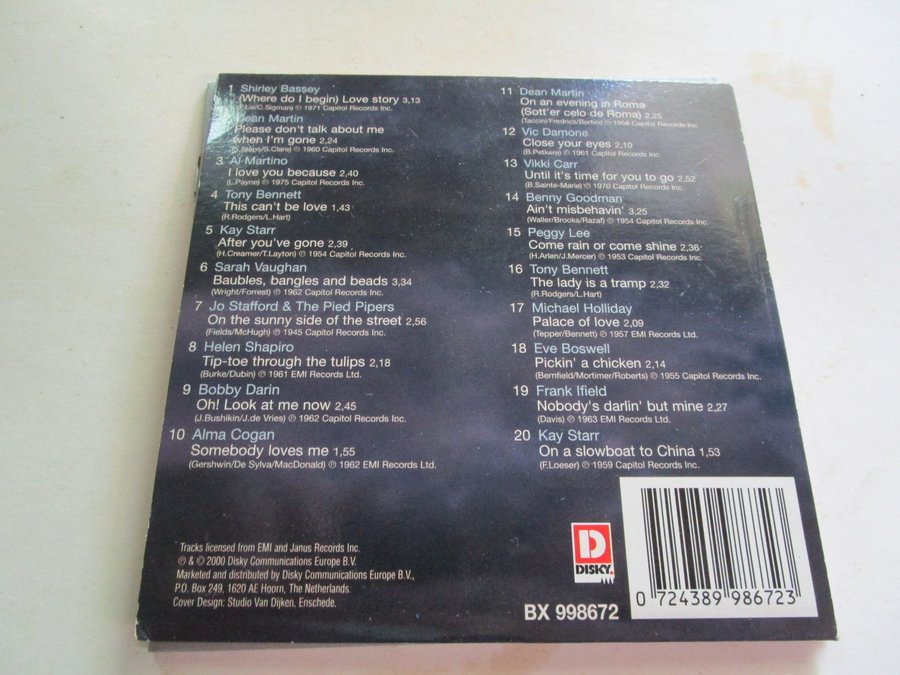 1 Shirley Bassey
(Where do I begin) Love story 3,13
(F.Lai/C.Sigman) ℗ 1971 Capitol Records Inc.
Dean Martin
Please don't talk about me
when I'm gone 2,24
(S.Steps/S.Clare) ℗ 1960 Capitol Records Inc.
3 Al Martino
I love you because 2,40
(L.Payne) ℗ 1975 Capitol Records Inc.
4 Tony Bennett
This can't be love 1,43
(R.Rodgers/L.Hart)
5 Kay Starr
After you've gone 2,39
(H.Creamer/T.Layton) ℗ 1954 Capitol Records Inc.
6 Sarah Vaughan
Baubles, bangles and beads 3,34
(Wright/Forrest) ℗ 1962 Capitol Records Inc.
7 Jo Stafford & The Pied Pipers
On the sunny side of the street 2,56
(Fields/McHugh) ℗ 1945 Capitol Records Inc.
8 Helen Shapiro
Tip-toe through the tulips 2,18
(Burke/Dubin) ℗ 1961 EMI Records Ltd.
9 Bobby Darin
Oh! Look at me now 2,45
(J.Bushikin/J.de Vries) ℗ 1962 Capitol Records Inc.
10 Alma Cogan
Somebody loves me 1,55
(Gershwin/De Sylva/MacDonald) ℗ 1962 EMI Records Ltd.
11 Dean Martin
On an evening in Roma
(Sott'er celo de Roma) 2,25
(Taccini/Fredrics/Bertini) ℗ 1958 Capitol Records Inc.
12 Vic Damone
Close your eyes 2,10
(B.Petkere) ℗ 1961 Capitol Records Inc.
13 Vikki Carr
Until it's time for you to go 2,52
(B.Sainte-Marie) ℗ 1970 Capitol Records Inc.
14 Benny Goodman
Ain't misbehavin' 3,25
(Waller/Brooks/Razaf) ℗ 1954 Capitol Records Inc.
15 Peggy Lee
Come rain or come shine 2,36
(H.Arlen/J.Mercer) ℗ 1953 Capitol Records Inc.
16 Tony Bennett
The lady is a tramp 2,32
(R.Rodgers/L.Hart)
17 Michael Holliday
Palace of love 2,09
(Tepper/Bennett) ℗ 1957 EMI Records Ltd.
18 Eve Boswell
Pickin' a chicken 2,14
(Bernfield/Mortimer/Roberts) ℗ 1955 Capitol Records Inc.
19 Frank Ifield
Nobody's darlin' but mine 2,27
(Davis) ℗ 1963 EMI Records Ltd.
20 Kay Starr
On a slowboat to China 1,53
(F.Loeser) ℗ 1959 Capitol Records Inc.
Tracks licensed from EMI and Janus Records Inc.
℗ & © 2000 Disky Communications Europe B.V.
Marketed and distributed by Disky Communications Europe B.V.,
P.O. Box 249, 1620 AE Hoorn, The Netherlands.
Cover Design: Studio Van Dijken, Enschede.
D
DISKY
BX 998672
0 724389 986723